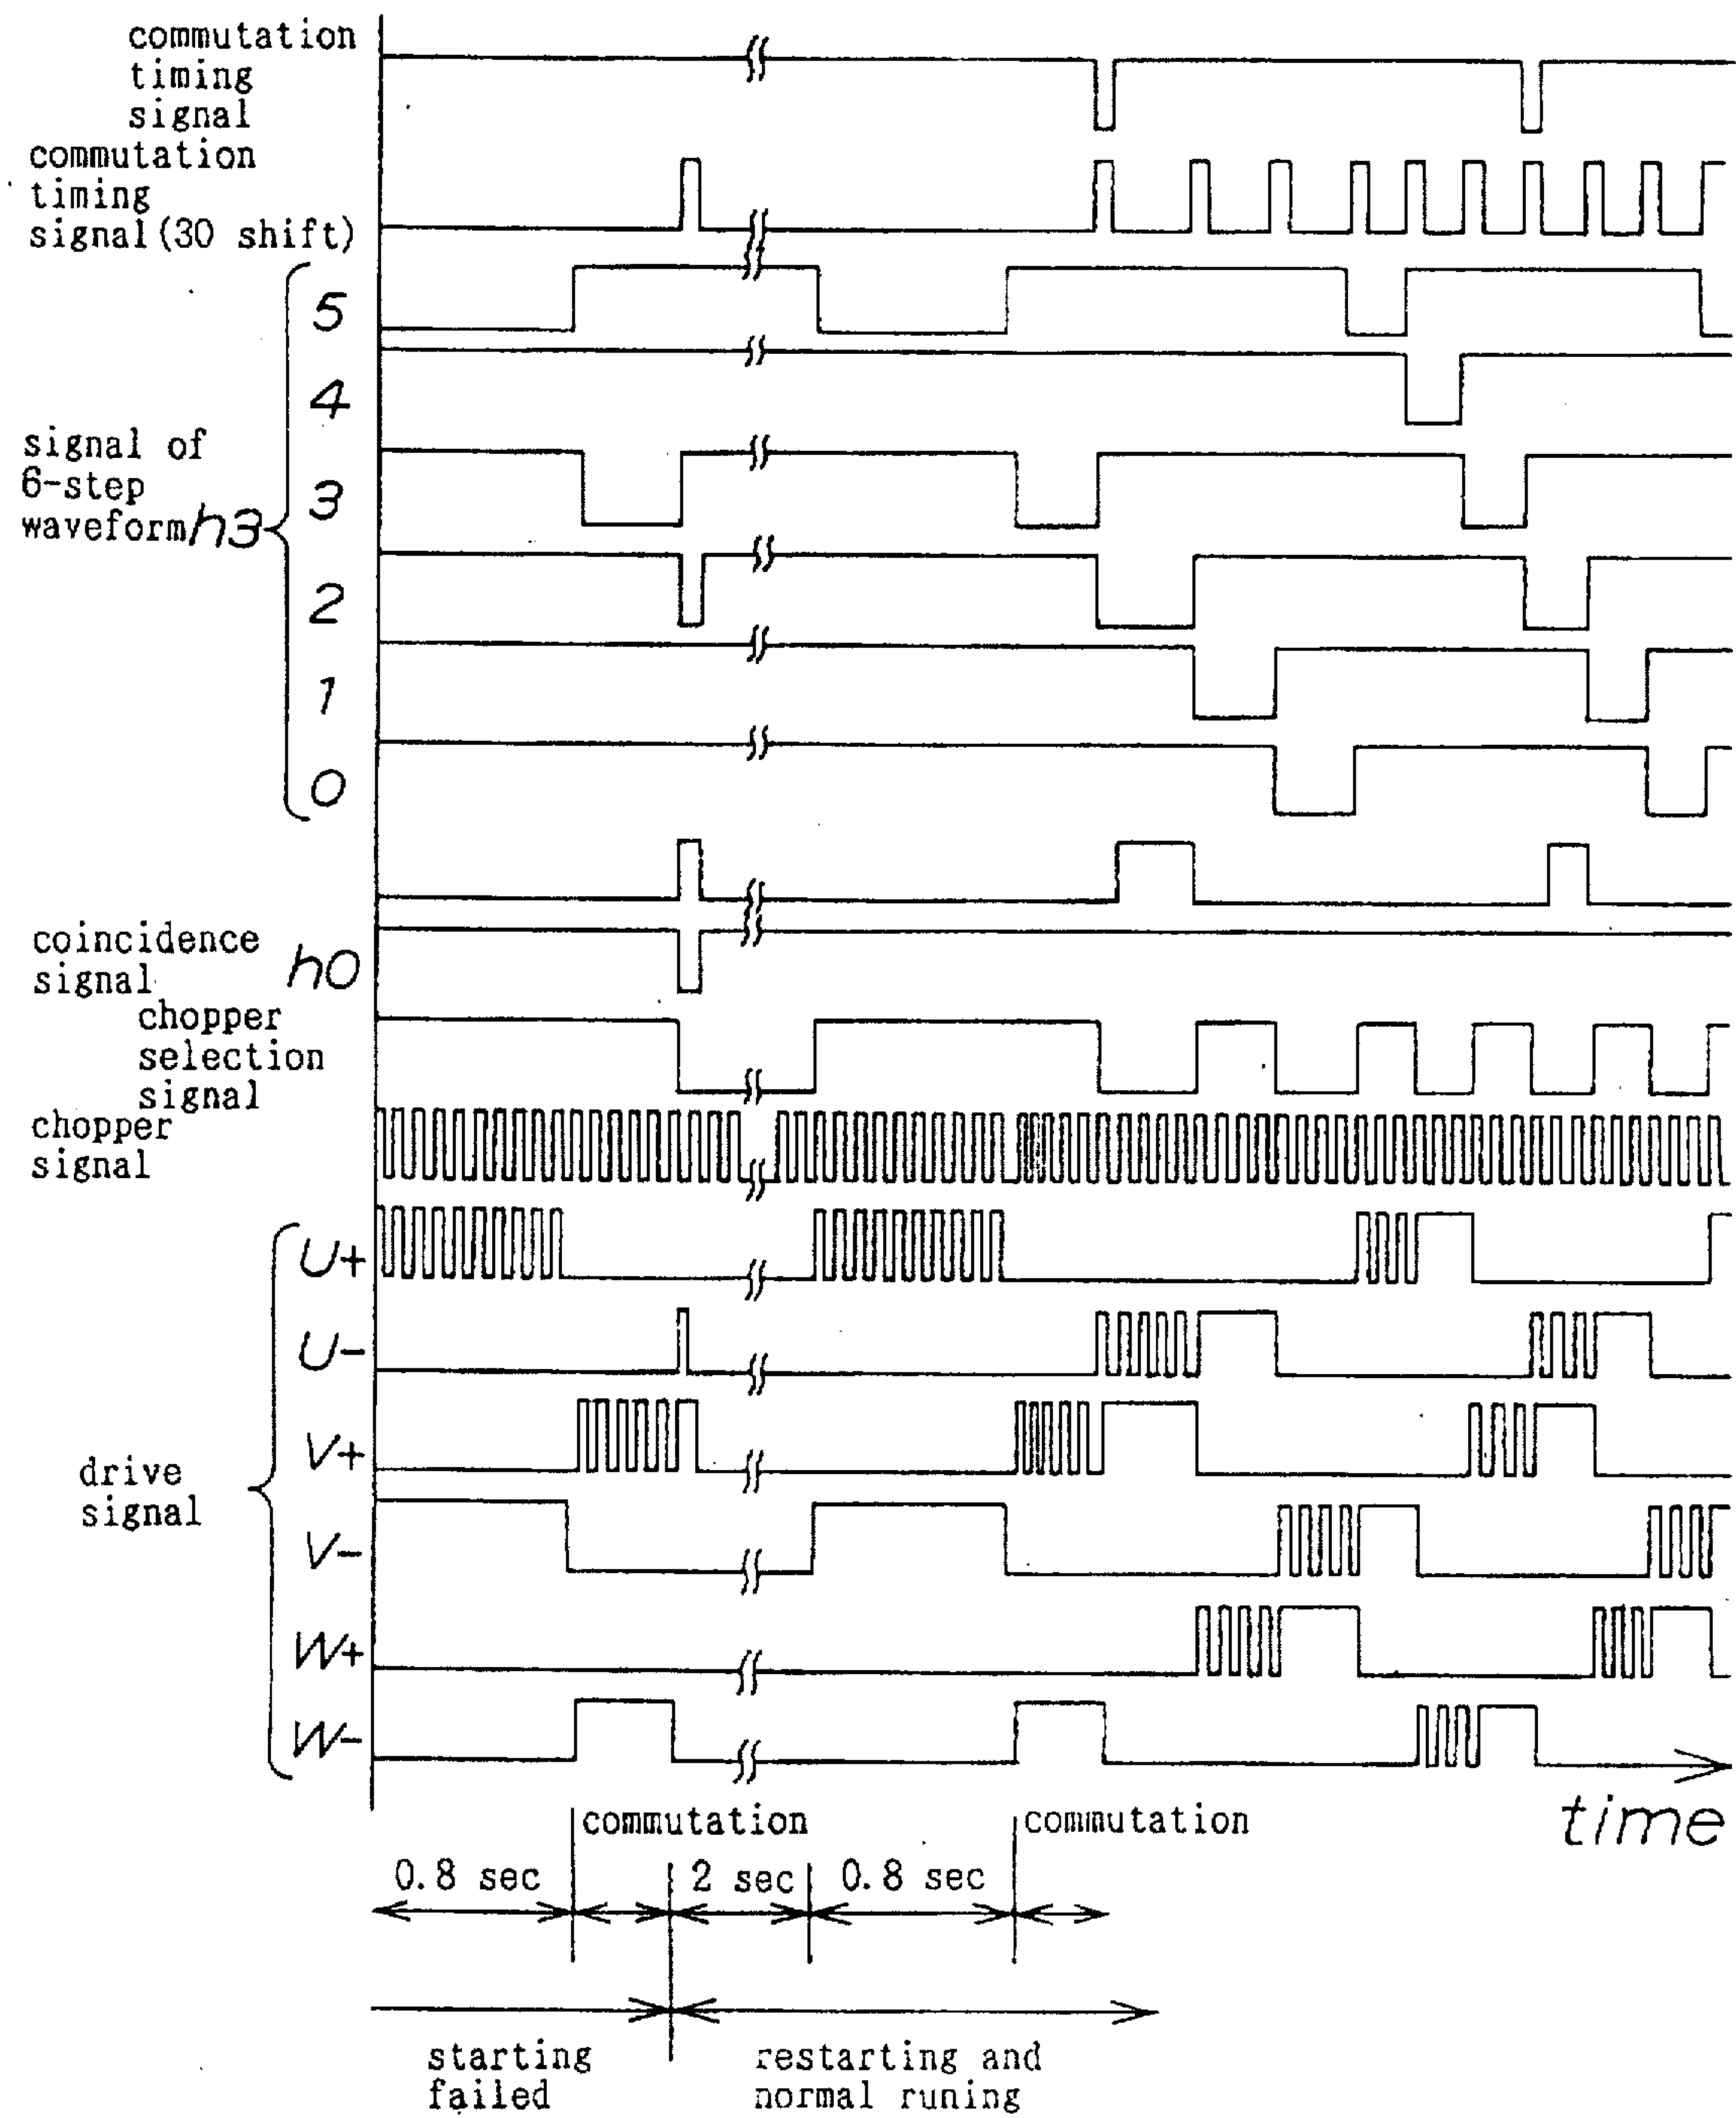 commutation
timing
signal
commutation
timing
signal(30 shift)
5
4
signal of
6-step
waveform h3
3
2
1
0
coincidence
signal h0
chopper
selection
signal
chopper
signal
U+
U-
V+
drive
signal
V-
W+
W-
time
commutation
commutation
0.8 sec
2 sec
0.8 sec
starting
failed
restarting and
normal runing